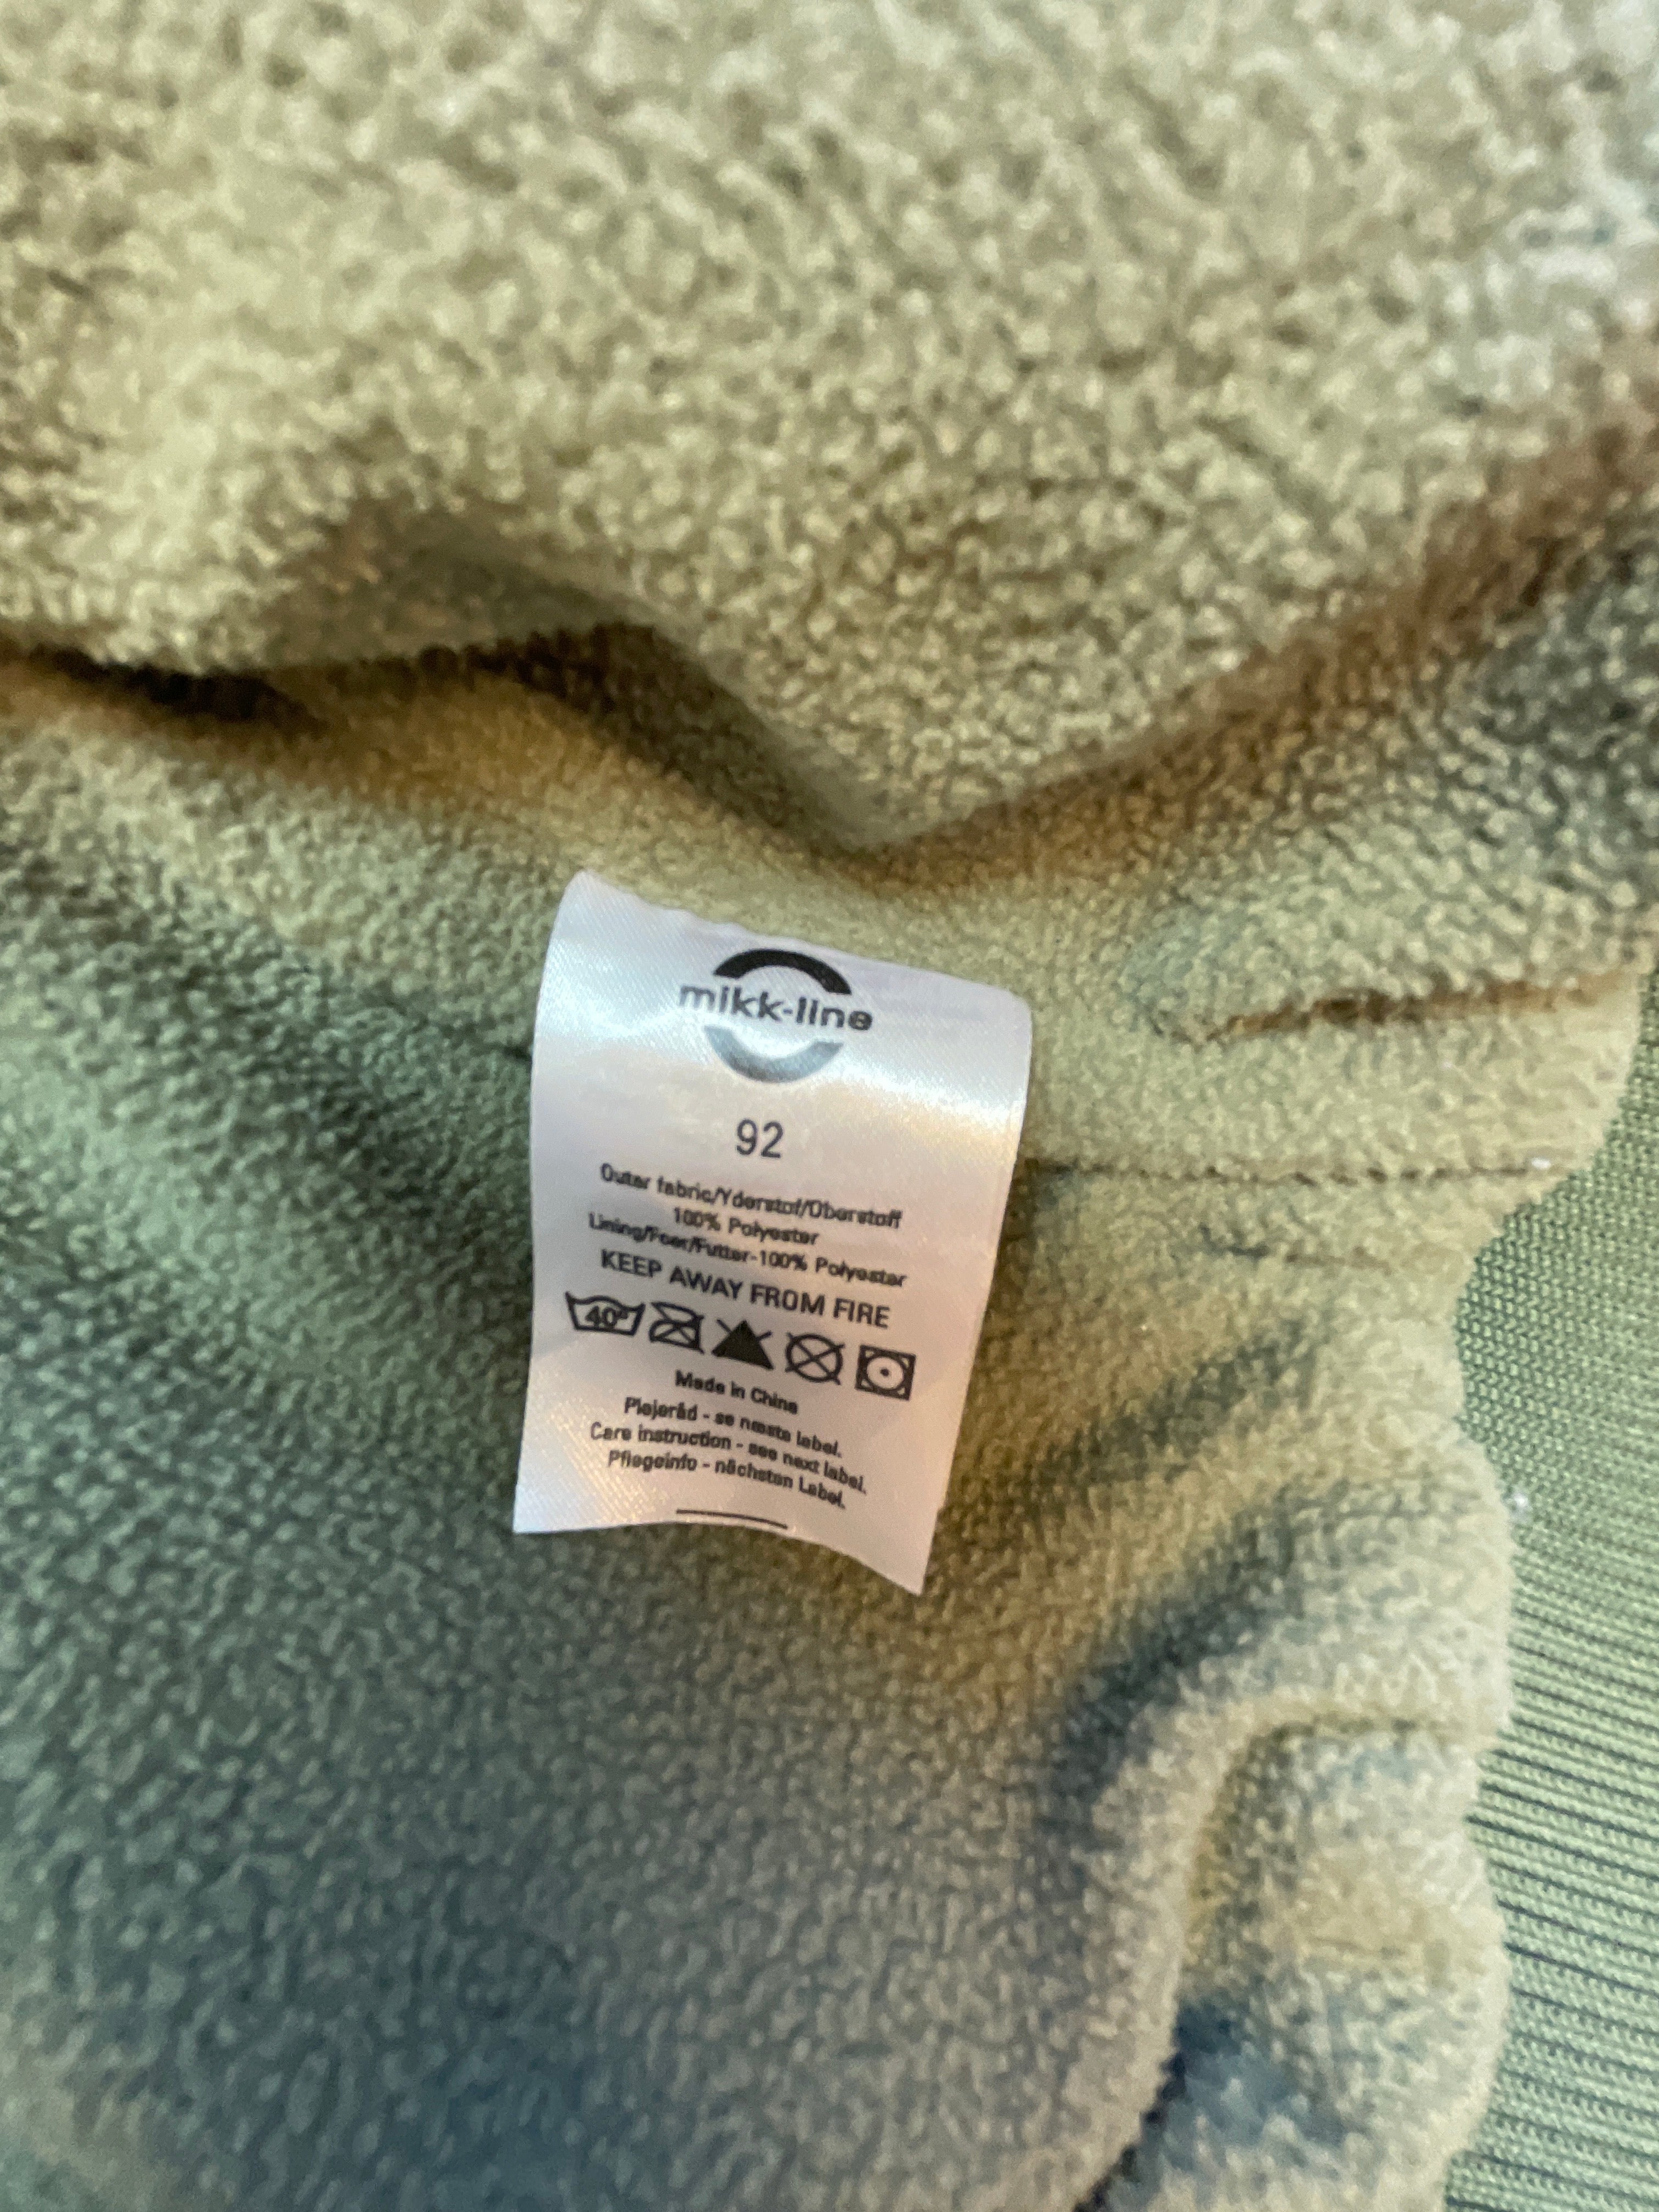 mikk-line
92
Outer fabric/Yderstof/Oberstoff
100% Polyester
Lining/Foer/Futter-100% Polyester
KEEP AWAY FROM FIRE
40°
Made in China
Plejeråd - se næste label.
Care instruction - see next label.
Pflegeinfo - nächsten Label.